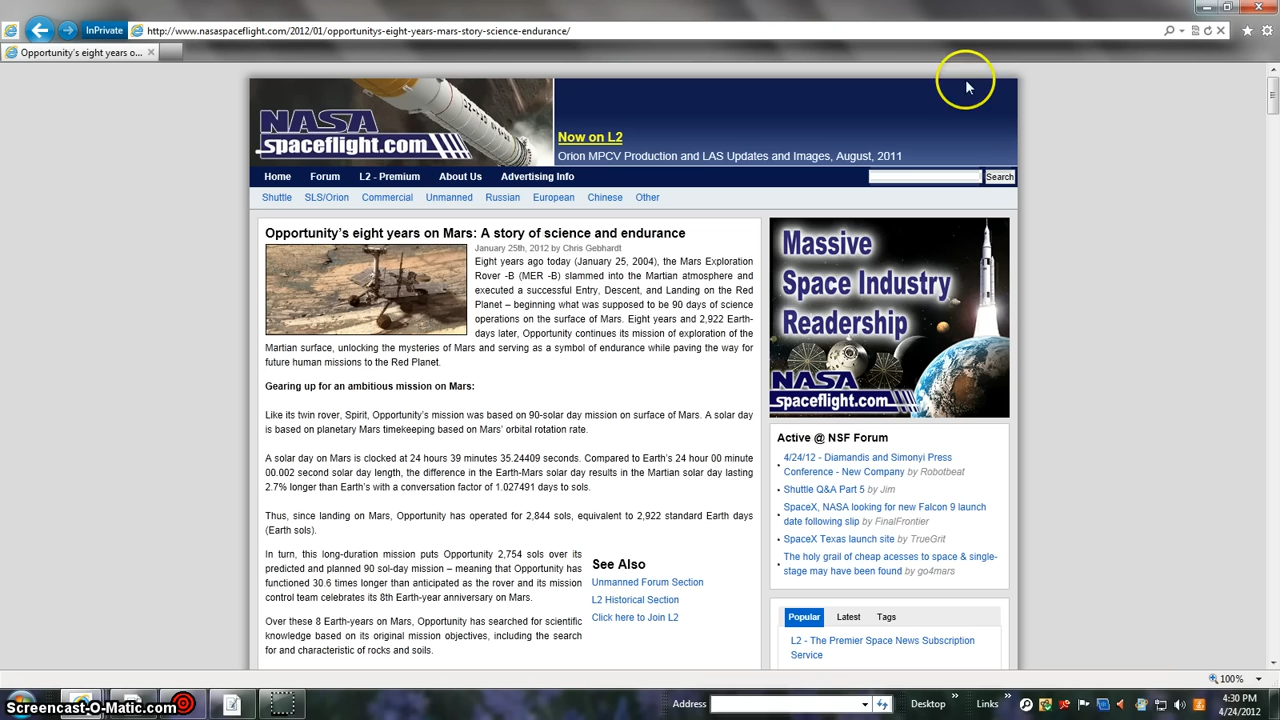 InPrivate
http://www.nasaspaceflight.com/2012/01/opportunitys-eight-years-mars-story-science-endurance/
Opportunity's eight years o...
NASA
spaceflight.com
Now on L2
Orion MPCV Production and LAS Updates and Images, August, 2011
Home Forum L2 - Premium About Us Advertising Info Search
Shuttle SLS/Orion Commercial Unmanned Russian European Chinese Other
Opportunity's eight years on Mars: A story of science and endurance
January 25th, 2012 by Chris Gebhardt
Eight years ago today (January 25, 2004), the Mars Exploration
Rover -B (MER -B) slammed into the Martian atmosphere and
executed a successful Entry, Descent, and Landing on the Red
Planet – beginning what was supposed to be 90 days of science
operations on the surface of Mars. Eight years and 2,922 Earth-
days later, Opportunity continues its mission of exploration of the
Martian surface, unlocking the mysteries of Mars and serving as a symbol of endurance while paving the way for
future human missions to the Red Planet.
Gearing up for an ambitious mission on Mars:
Like its twin rover, Spirit, Opportunity's mission was based on 90-solar day mission on surface of Mars. A solar day
is based on planetary Mars timekeeping based on Mars' orbital rotation rate.
A solar day on Mars is clocked at 24 hours 39 minutes 35.24409 seconds. Compared to Earth's 24 hour 00 minute
00.002 second solar day length, the difference in the Earth-Mars solar day results in the Martian solar day lasting
2.7% longer than Earth's with a conversation factor of 1.027491 days to sols.
Thus, since landing on Mars, Opportunity has operated for 2,844 sols, equivalent to 2,922 standard Earth days
(Earth sols).
In turn, this long-duration mission puts Opportunity 2,754 sols over its
predicted and planned 90 sol-day mission – meaning that Opportunity has
functioned 30.6 times longer than anticipated as the rover and its mission
control team celebrates its 8th Earth-year anniversary on Mars.
Over these 8 Earth-years on Mars, Opportunity has searched for scientific
knowledge based on its original mission objectives, including the search
for and characteristic of rocks and soils.
See Also
Unmanned Forum Section
L2 Historical Section
Click here to Join L2
Massive
Space Industry
Readership
NASA
spaceflight.com
Active @ NSF Forum
4/24/12 - Diamandis and Simonyi Press
Conference - New Company by Robotbeat
Shuttle Q&A Part 5 by Jim
SpaceX, NASA looking for new Falcon 9 launch
date following slip by FinalFrontier
SpaceX Texas launch site by TrueGrit
The holy grail of cheap acesses to space & single-
stage may have been found by go4mars
Popular Latest Tags
L2 - The Premier Space News Subscription
Service
100%
Screencast-O-Matic.com
Address
Desktop
Links
4:30 PM
4/24/2012